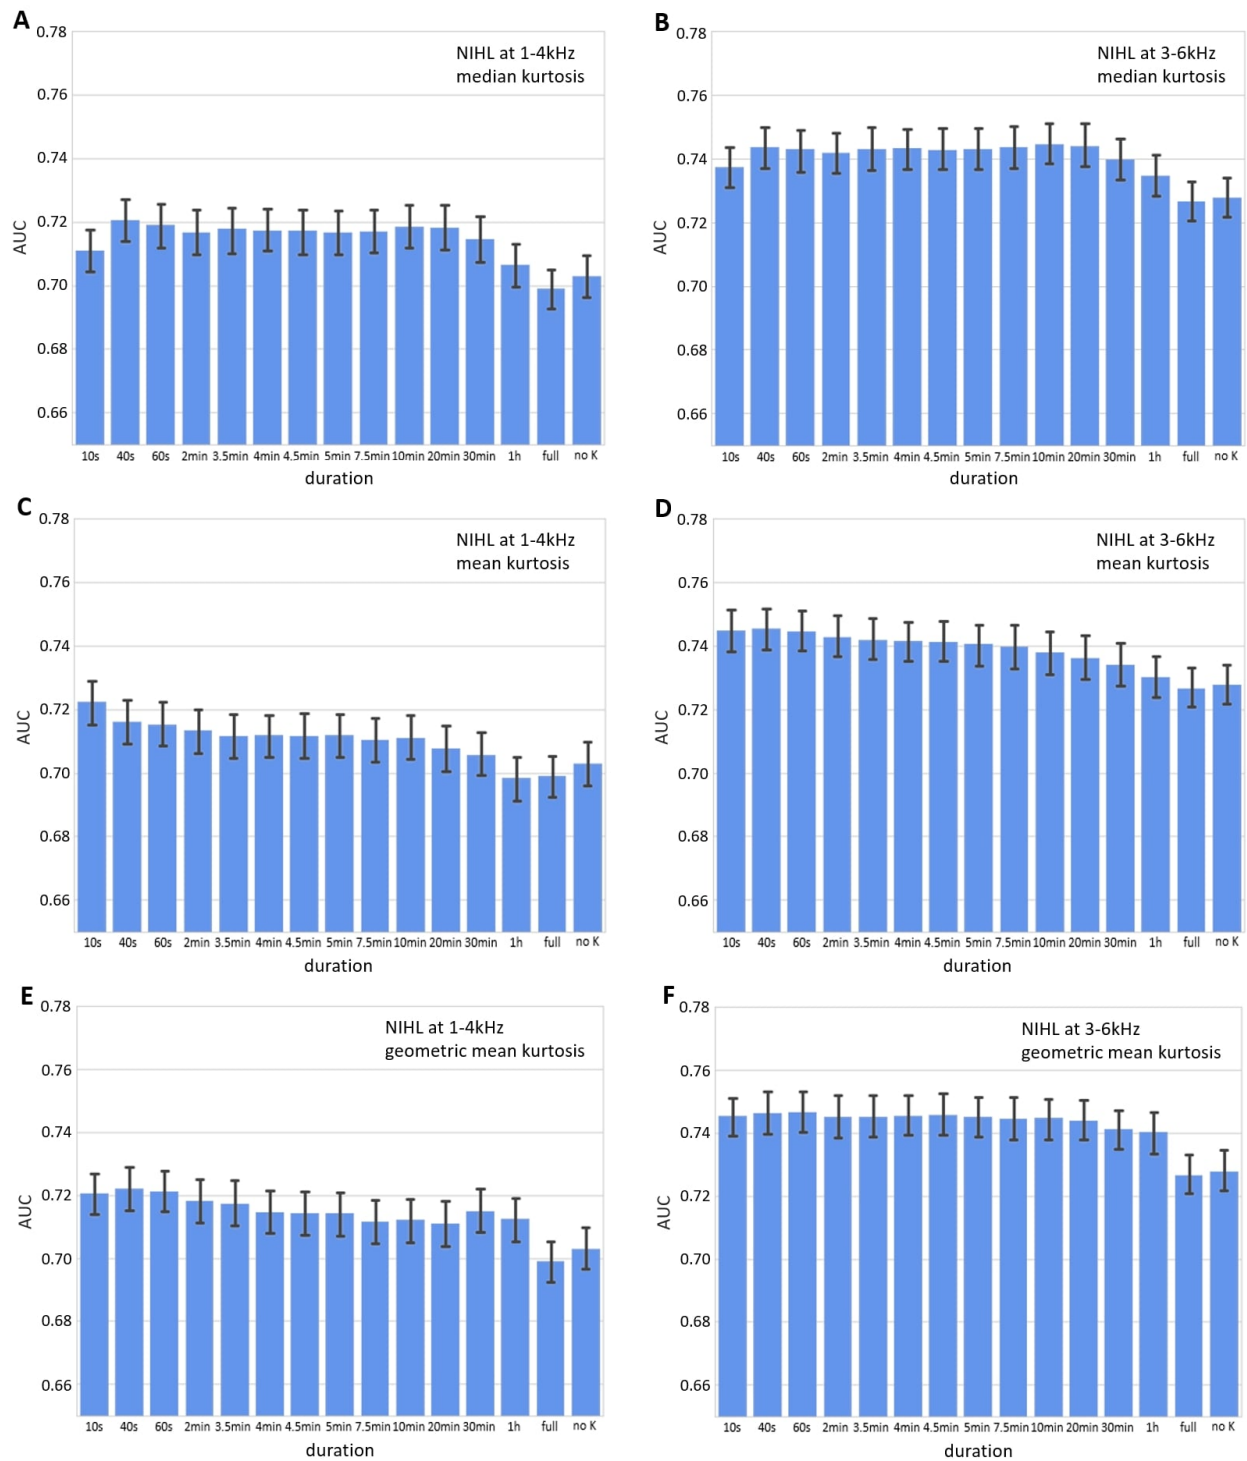 A
NIHL at 1-4kHz
median kurtosis
0.78
0.76
0.74
0.72
0.70
0.68
0.66
AUC
10s 40s 60s 2min 3.5min 4min 4.5min 5min 7.5min 10min 20min 30min 1h full no K
duration
B
NIHL at 3-6kHz
median kurtosis
0.78
0.76
0.74
0.72
0.70
0.68
0.66
AUC
10s 40s 60s 2min 3.5min 4min 4.5min 5min 7.5min 10min 20min 30min 1h full no K
duration
C
NIHL at 1-4kHz
mean kurtosis
0.78
0.76
0.74
0.72
0.70
0.68
0.66
AUC
10s 40s 60s 2min 3.5min 4min 4.5min 5min 7.5min 10min 20min 30min 1h full no K
duration
D
NIHL at 3-6kHz
mean kurtosis
0.78
0.76
0.74
0.72
0.70
0.68
0.66
AUC
10s 40s 60s 2min 3.5min 4min 4.5min 5min 7.5min 10min 20min 30min 1h full no K
duration
E
NIHL at 1-4kHz
geometric mean kurtosis
0.78
0.76
0.74
0.72
0.70
0.68
0.66
AUC
10s 40s 60s 2min 3.5min 4min 4.5min 5min 7.5min 10min 20min 30min 1h full no K
duration
F
NIHL at 3-6kHz
geometric mean kurtosis
0.78
0.76
0.74
0.72
0.70
0.68
0.66
AUC
10s 40s 60s 2min 3.5min 4min 4.5min 5min 7.5min 10min 20min 30min 1h full no K
duration